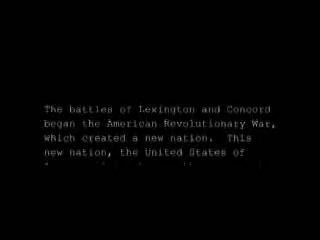 The battles of Lexington and Concord
began the American Revolutionary War,
which created a new nation.  This
new nation, the United States of